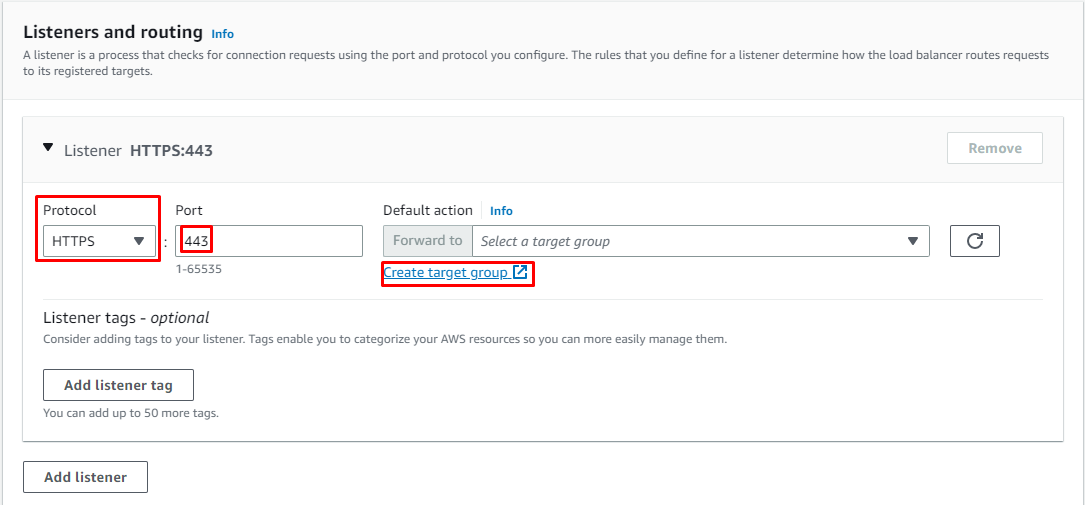 Listeners and routing Info
A listener is a process that checks for connection requests using the port and protocol you configure. The rules that you define for a listener determine how the load balancer routes requests
to its registered targets.
Listener HTTPS:443
Remove
Protocol
Port
Default action Info
HTTPS
:
443
Forward to
Select a target group
1-65535
Create target group
Listener tags - optional
Consider adding tags to your listener. Tags enable you to categorize your AWS resources so you can more easily manage them.
Add listener tag
You can add up to 50 more tags.
Add listener